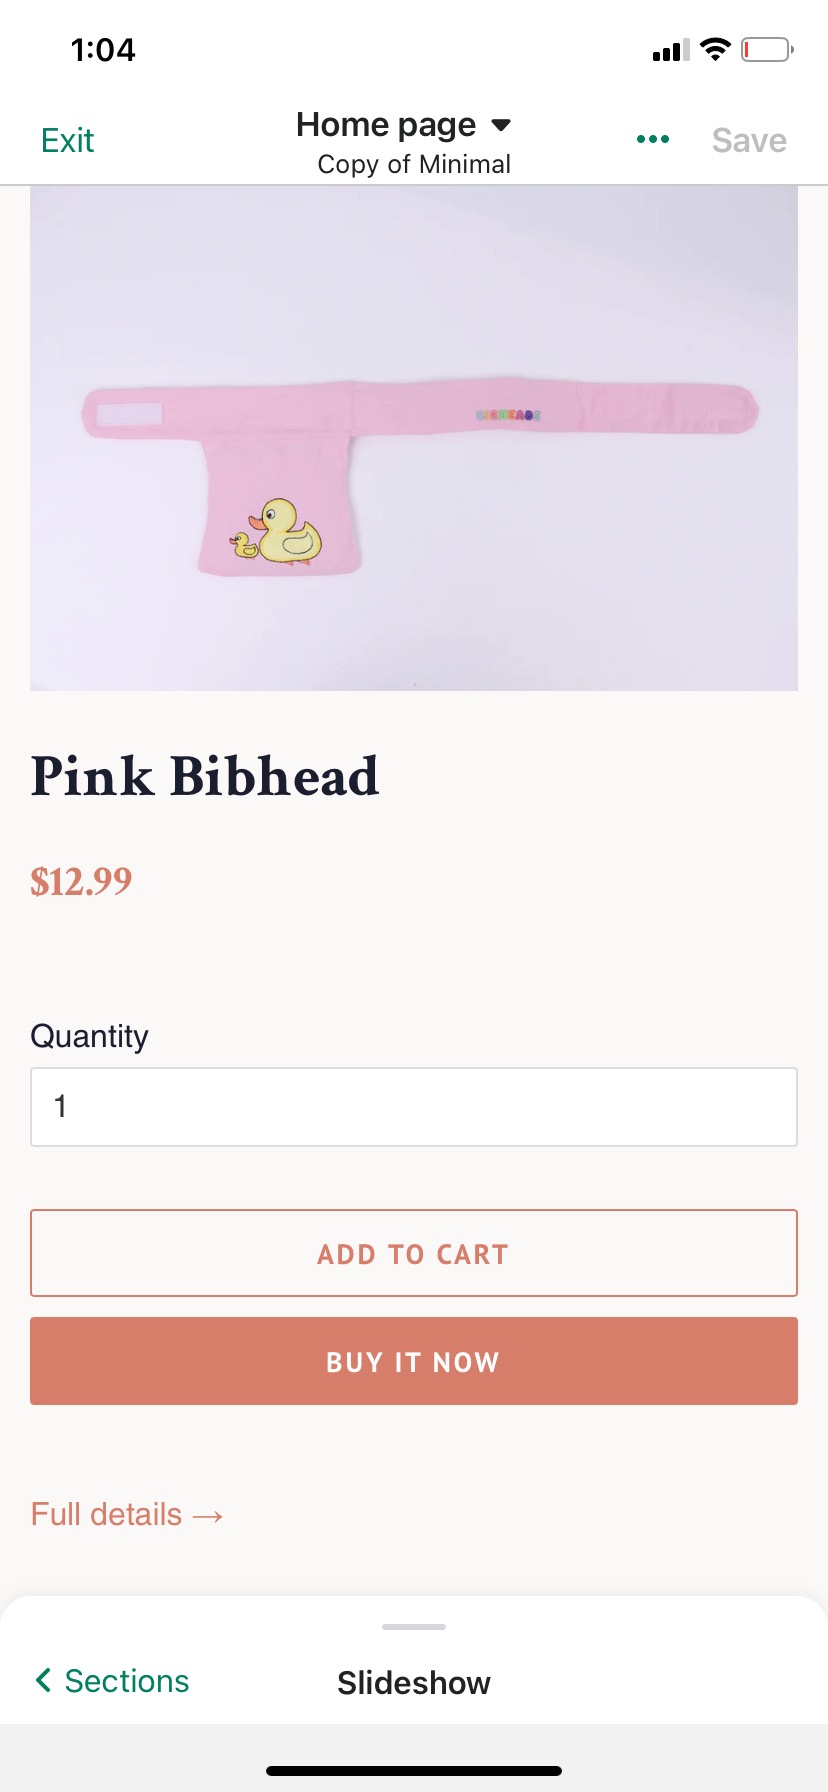 1:04
Exit
Home page
Copy of Minimal
Save
BIBHEADS
Pink Bibhead
$12.99
Quantity
1
ADD TO CART
BUY IT NOW
Full details →
Sections
Slideshow